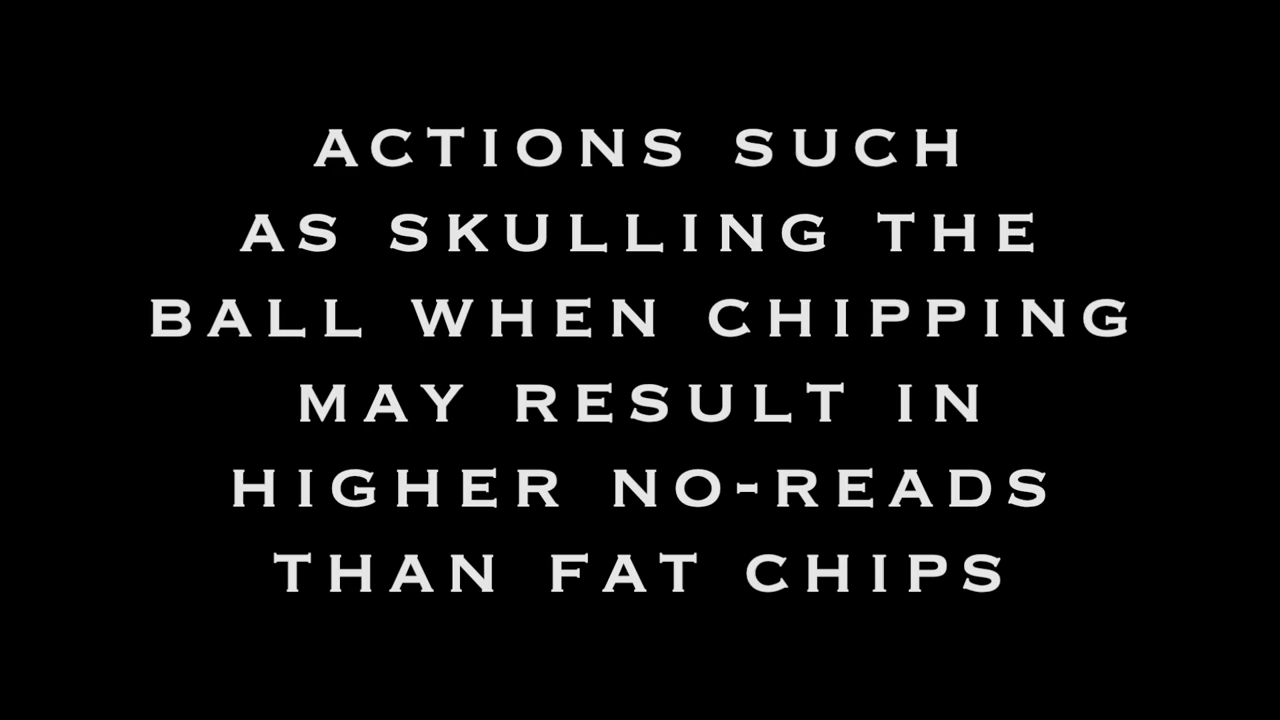 ACTIONS SUCH
AS SKULLING THE
BALL WHEN CHIPPING
MAY RESULT IN
HIGHER NO-READS
THAN FAT CHIPS